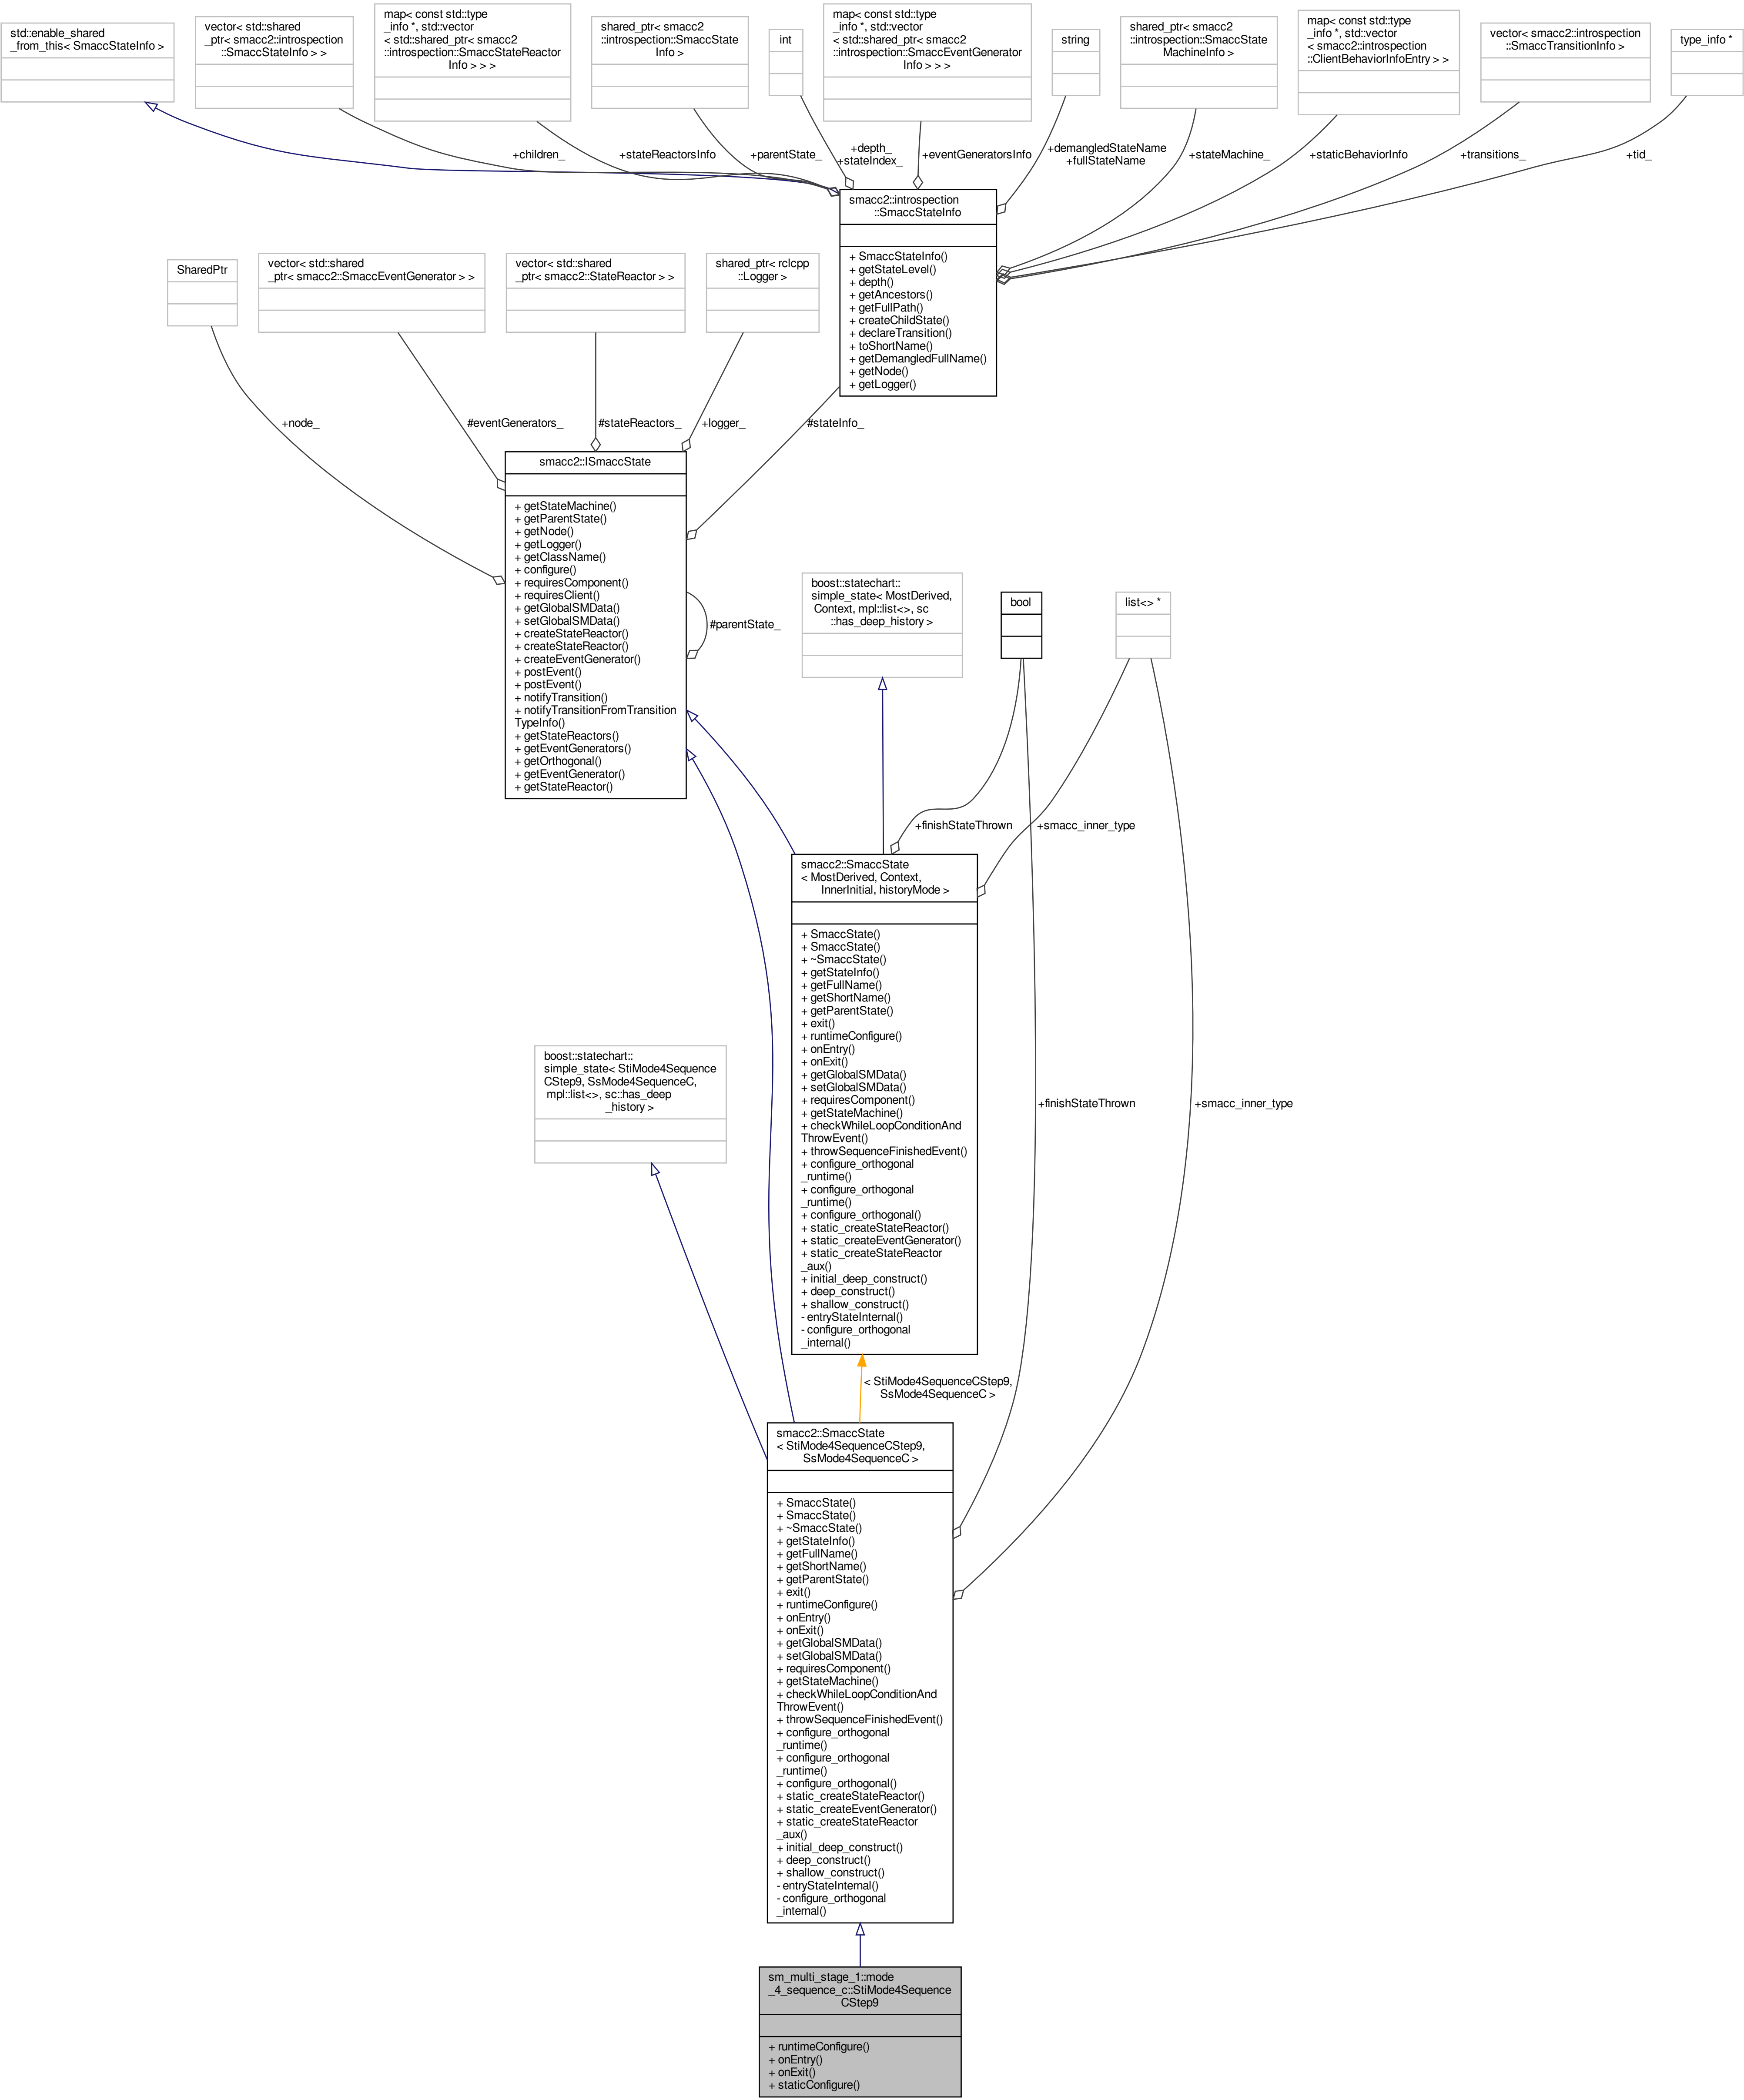 std::enable_shared
_from_this< SmaccStateInfo >
vector< std::shared
_ptr< smacc2::introspection
::SmaccStateInfo > >
map< const std::type
_info *, std::vector
< std::shared_ptr< smacc2
::introspection::SmaccStateReactor
Info > > >
shared_ptr< smacc2
::introspection::SmaccState
Info >
int
map< const std::type
_info *, std::vector
< std::shared_ptr< smacc2
::introspection::SmaccEventGenerator
Info > > >
string
shared_ptr< smacc2
::introspection::SmaccState
MachineInfo >
map< const std::type
_info *, std::vector
< smacc2::introspection
::ClientBehaviorInfoEntry > >
vector< smacc2::introspection
::SmaccTransitionInfo >
type_info *
+children_
+stateReactorsInfo
+parentState_
+depth_
+stateIndex_
+eventGeneratorsInfo
+demangledStateName
+fullStateName
+stateMachine_
+staticBehaviorInfo
+transitions_
+tid_
smacc2::introspection
::SmaccStateInfo
+ SmaccStateInfo()
+ getStateLevel()
+ depth()
+ getAncestors()
+ getFullPath()
+ createChildState()
+ declareTransition()
+ toShortName()
+ getDemangledFullName()
+ getNode()
+ getLogger()
SharedPtr
vector< std::shared
_ptr< smacc2::SmaccEventGenerator > >
vector< std::shared
_ptr< smacc2::StateReactor > >
shared_ptr< rclcpp
::Logger >
+node_
#eventGenerators_
#stateReactors_
+logger_
#stateInfo_
smacc2::ISmaccState
+ getStateMachine()
+ getParentState()
+ getNode()
+ getLogger()
+ getClassName()
+ configure()
+ requiresComponent()
+ requiresClient()
+ getGlobalSMData()
+ setGlobalSMData()
+ createStateReactor()
+ createStateReactor()
+ createEventGenerator()
+ postEvent()
+ postEvent()
+ notifyTransition()
+ notifyTransitionFromTransition
TypeInfo()
+ getStateReactors()
+ getEventGenerators()
+ getOrthogonal()
+ getEventGenerator()
+ getStateReactor()
#parentState_
boost::statechart::
simple_state< MostDerived,
Context, mpl::list<>, sc
::has_deep_history >
bool
list<> *
+finishStateThrown
+smacc_inner_type
smacc2::SmaccState
< MostDerived, Context,
InnerInitial, historyMode >
+ SmaccState()
+ SmaccState()
+ ~SmaccState()
+ getStateInfo()
+ getFullName()
+ getShortName()
+ getParentState()
+ exit()
+ runtimeConfigure()
+ onEntry()
+ onExit()
+ getGlobalSMData()
+ setGlobalSMData()
+ requiresComponent()
+ getStateMachine()
+ checkWhileLoopConditionAnd
ThrowEvent()
+ throwSequenceFinishedEvent()
+ configure_orthogonal
_runtime()
+ configure_orthogonal
_runtime()
+ configure_orthogonal()
+ static_createStateReactor()
+ static_createEventGenerator()
+ static_createStateReactor
_aux()
+ initial_deep_construct()
+ deep_construct()
+ shallow_construct()
- entryStateInternal()
- configure_orthogonal
_internal()
boost::statechart::
simple_state< StiMode4Sequence
CStep9, SsMode4SequenceC,
mpl::list<>, sc::has_deep
_history >
+finishStateThrown
+smacc_inner_type
< StiMode4SequenceCStep9,
SsMode4SequenceC >
smacc2::SmaccState
< StiMode4SequenceCStep9,
SsMode4SequenceC >
+ SmaccState()
+ SmaccState()
+ ~SmaccState()
+ getStateInfo()
+ getFullName()
+ getShortName()
+ getParentState()
+ exit()
+ runtimeConfigure()
+ onEntry()
+ onExit()
+ getGlobalSMData()
+ setGlobalSMData()
+ requiresComponent()
+ getStateMachine()
+ checkWhileLoopConditionAnd
ThrowEvent()
+ throwSequenceFinishedEvent()
+ configure_orthogonal
_runtime()
+ configure_orthogonal
_runtime()
+ configure_orthogonal()
+ static_createStateReactor()
+ static_createEventGenerator()
+ static_createStateReactor
_aux()
+ initial_deep_construct()
+ deep_construct()
+ shallow_construct()
- entryStateInternal()
- configure_orthogonal
_internal()
sm_multi_stage_1::mode
_4_sequence_c::StiMode4Sequence
CStep9
+ runtimeConfigure()
+ onEntry()
+ onExit()
+ staticConfigure()